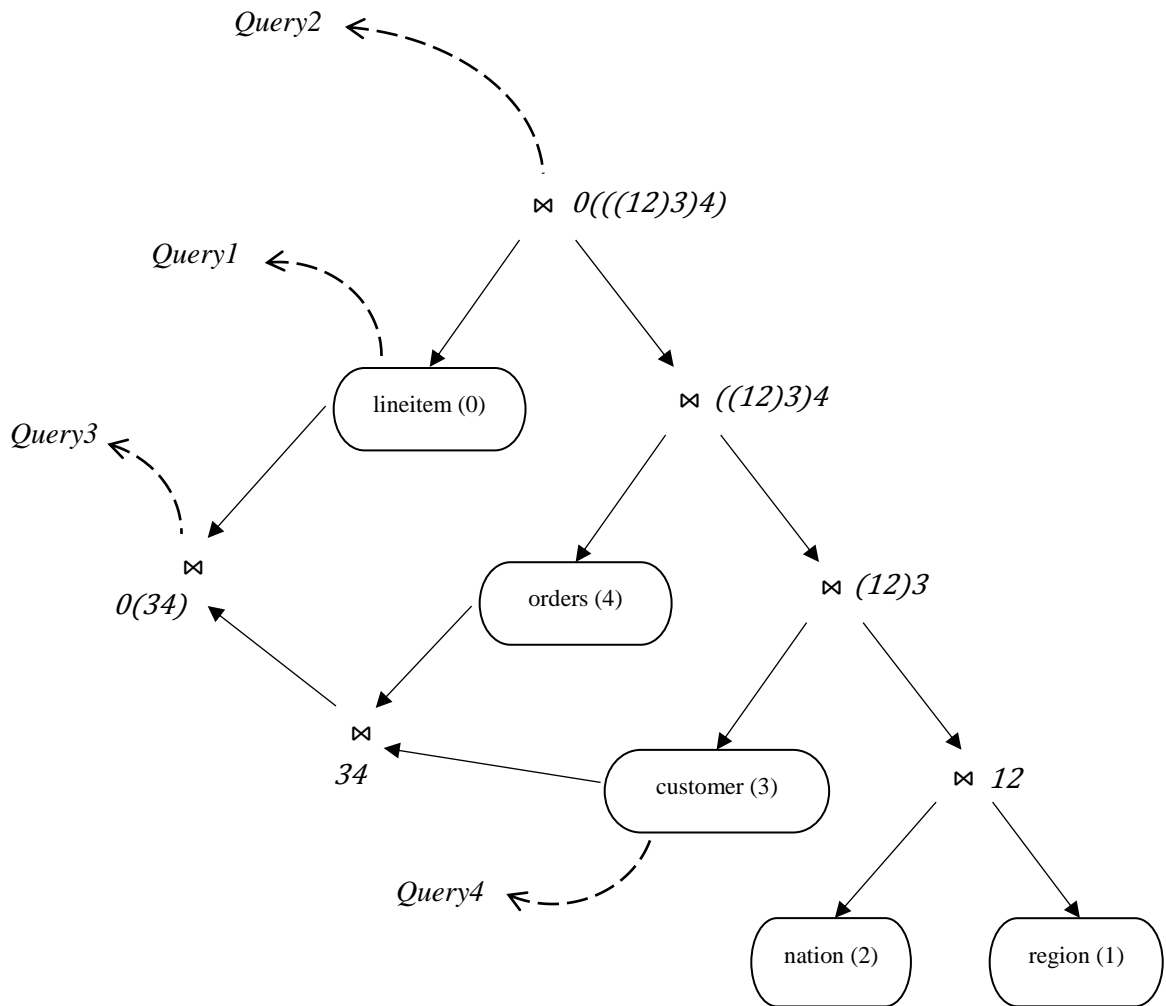 Query2
⋈ 0(((12)3)4)
Query1
lineitem (0)
⋈ ((12)3)4
Query3
⋈
0(34)
orders (4)
⋈ (12)3
⋈
34
customer (3)
⋈ 12
Query4
nation (2)
region (1)